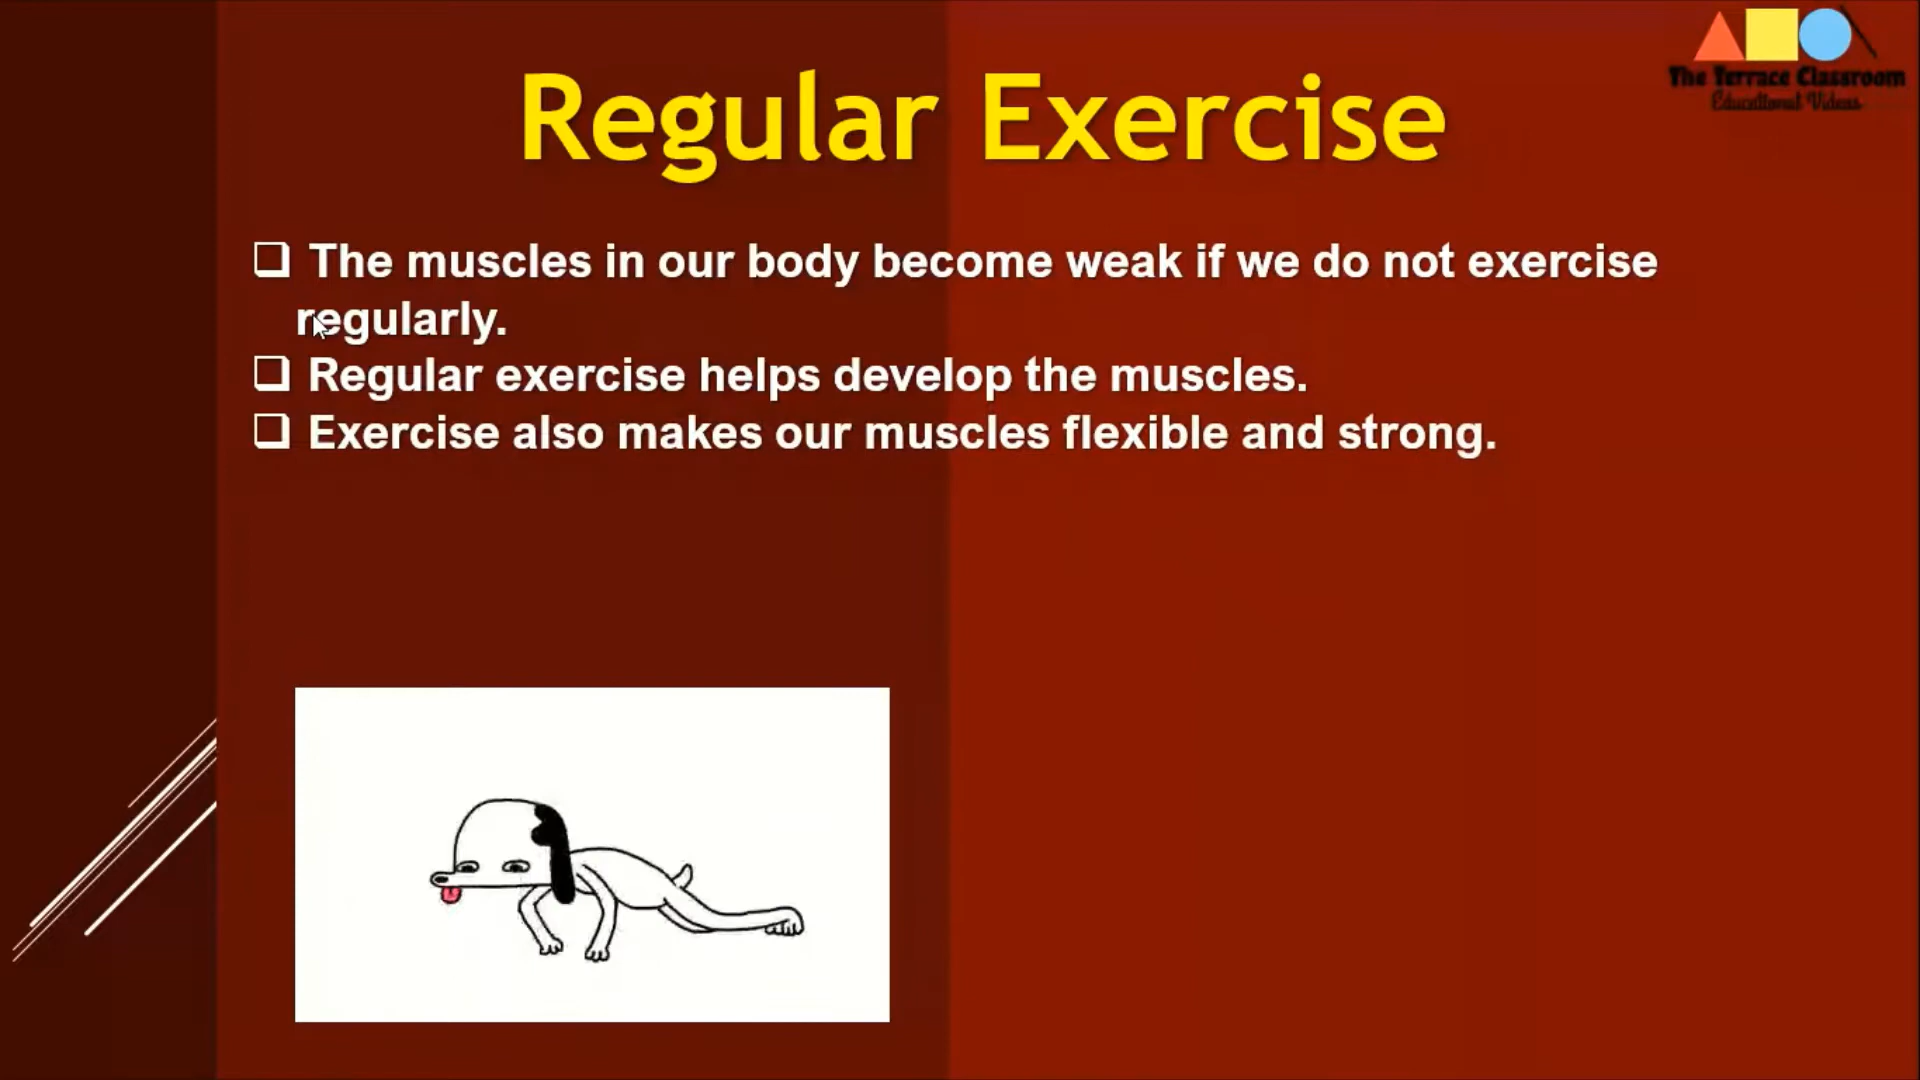 The Terrace Classroom
Educational Videos
Regular Exercise
The muscles in our body become weak if we do not exercise
regularly.
Regular exercise helps develop the muscles.
Exercise also makes our muscles flexible and strong.